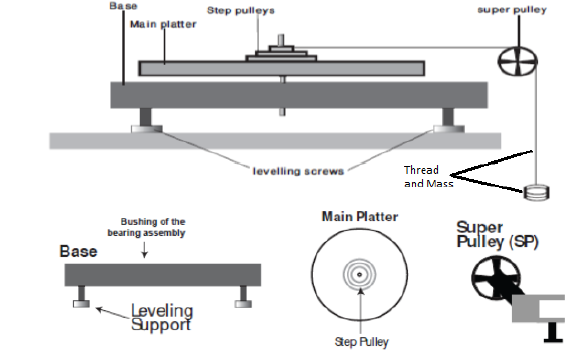 Base
Step pulleys
super pulley
Main platter
levelling screws
Thread
and Mass
Bushing of the
bearing assembly
Base
Leveling
Support
Main Platter
Step Pulley
Super
Pulley (SP)